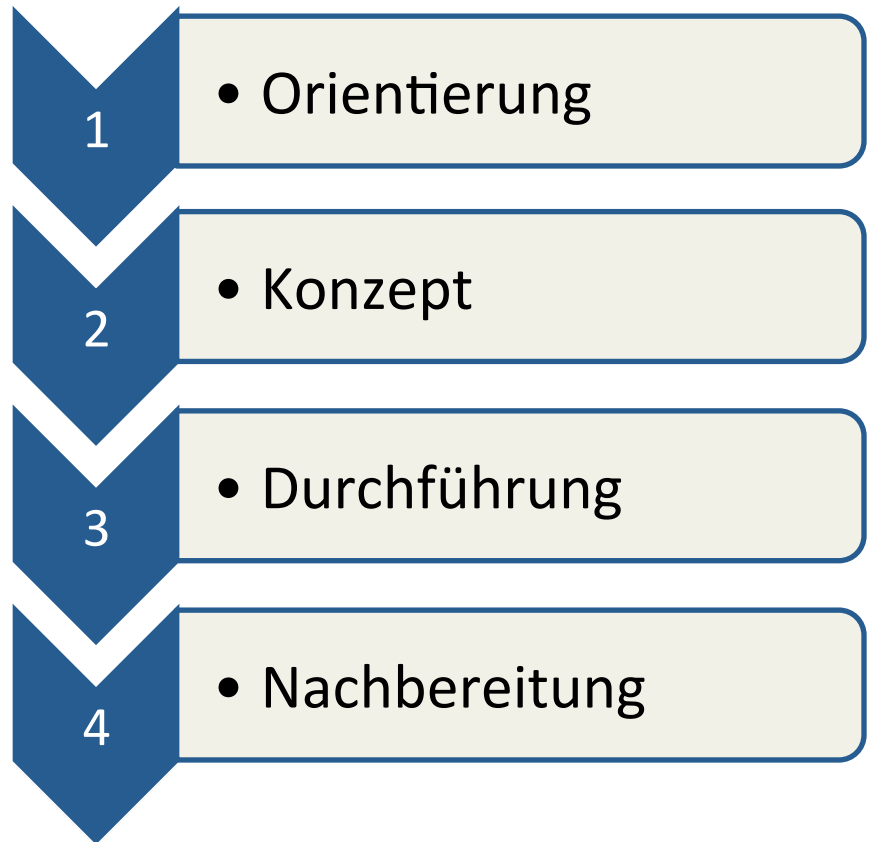 1 • Orientierung
2 • Konzept
3 • Durchführung
4 • Nachbereitung